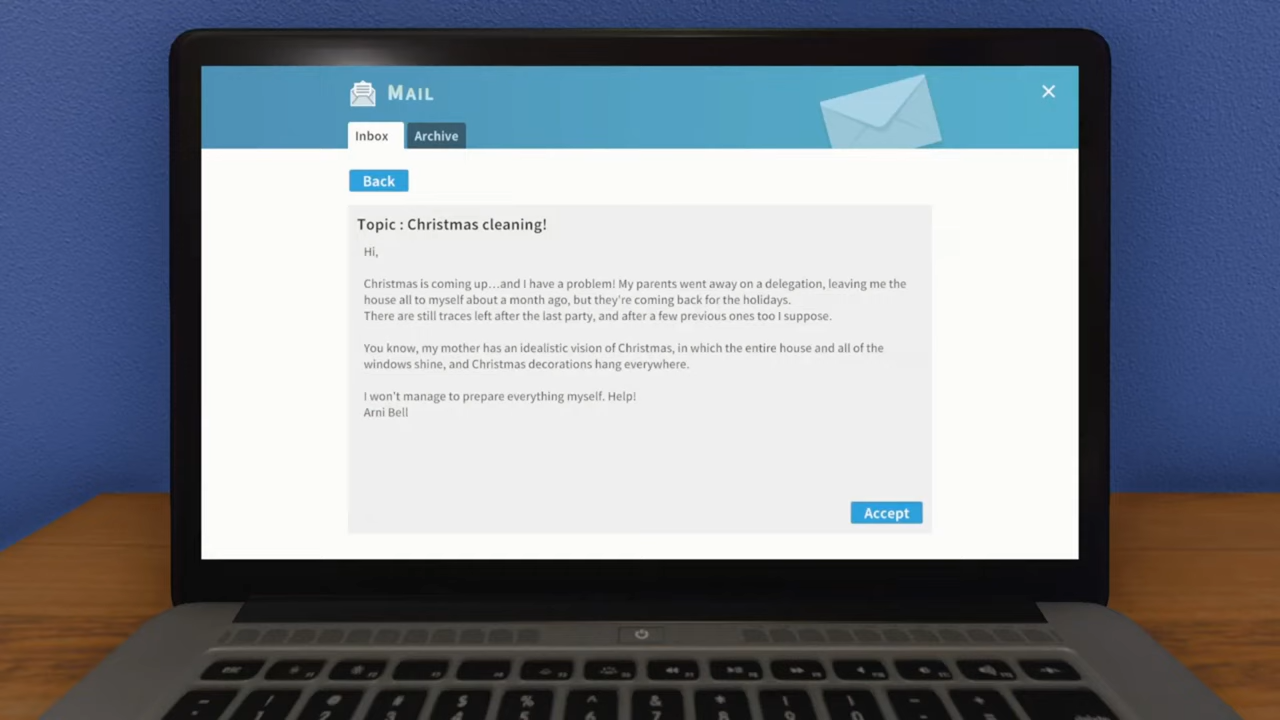 MAIL
Inbox
Archive
Back
Topic : Christmas cleaning!
Hi,
Christmas is coming up...and I have a problem! My parents went away on a delegation, leaving me the
house all to myself about a month ago, but they're coming back for the holidays.
There are still traces left after the last party, and after a few previous ones too I suppose.
You know, my mother has an idealistic vision of Christmas, in which the entire house and all of the
windows shine, and Christmas decorations hang everywhere.
I won't manage to prepare everything myself. Help!
Arni Bell
Accept